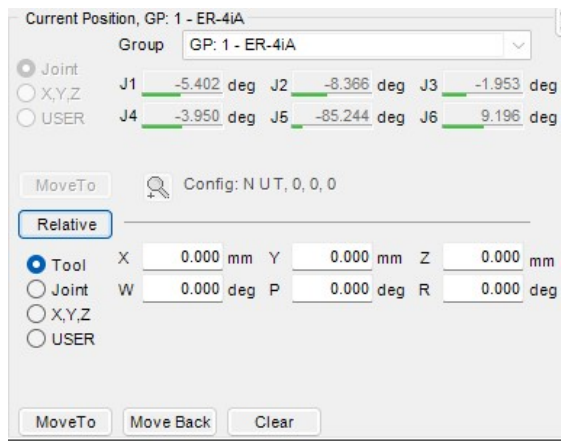 Current Position, GP: 1 - ER-4iA
Group GP: 1 - ER-4iA
Joint
X,Y,Z
USER
J1 -5.402 deg J2 -8.366 deg J3 -1.953 deg
J4 -3.950 deg J5 -85.244 deg J6 9.196 deg
MoveTo Config: N U T, 0, 0, 0
Relative
Tool
Joint
X,Y,Z
USER
X 0.000 mm Y 0.000 mm Z 0.000 mm
W 0.000 deg P 0.000 deg R 0.000 deg
MoveTo Move Back Clear